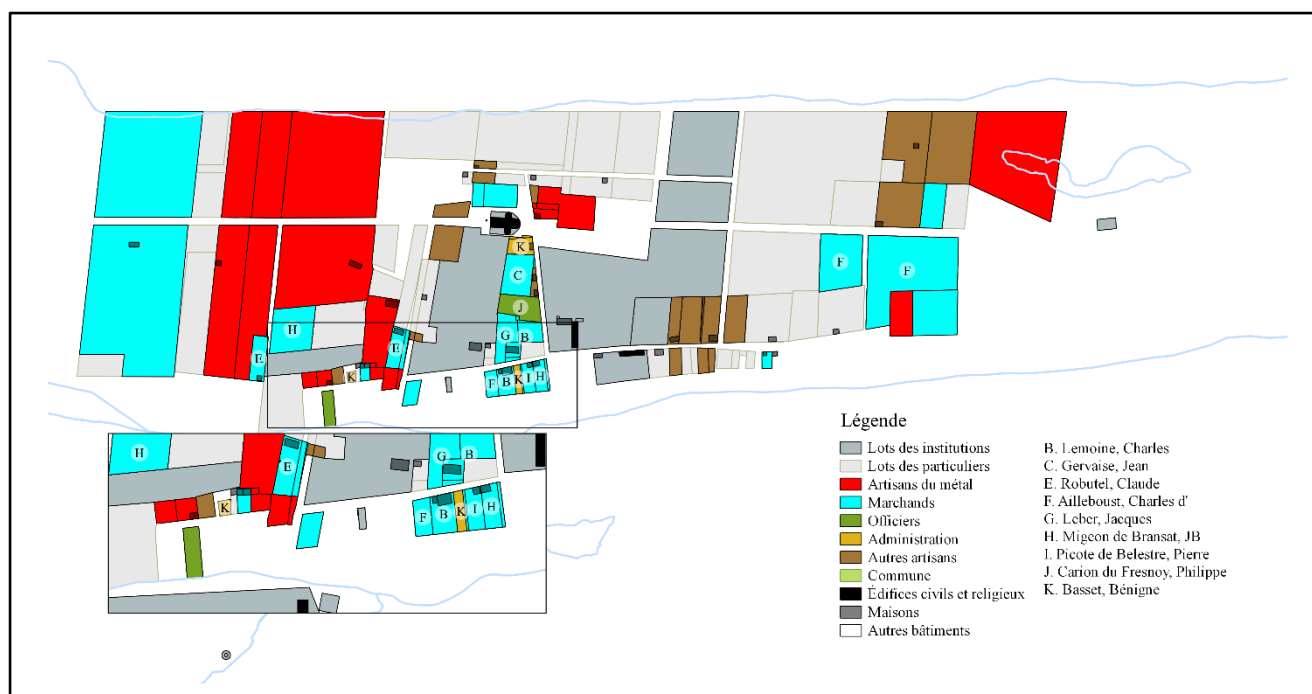 K
C
F
F
J
H
G
B
E
E
K
F
B
K
I
H
H
E
G
B
K
F
B
K
I
H
Légende
Lots des institutions
Lots des particuliers
Artisans du métal
Marchands
Officiers
Administration
Autres artisans
Commune
Édifices civils et religieux
Maisons
Autres bâtiments
B. Lemoine, Charles
C. Gervaise, Jean
E. Robutel, Claude
F. Ailleboust, Charles d'
G. Leber, Jacques
H. Migeon de Bransat, JB
I. Picote de Belestre, Pierre
J. Carion du Fresnoy, Philippe
K. Basset, Bénigne